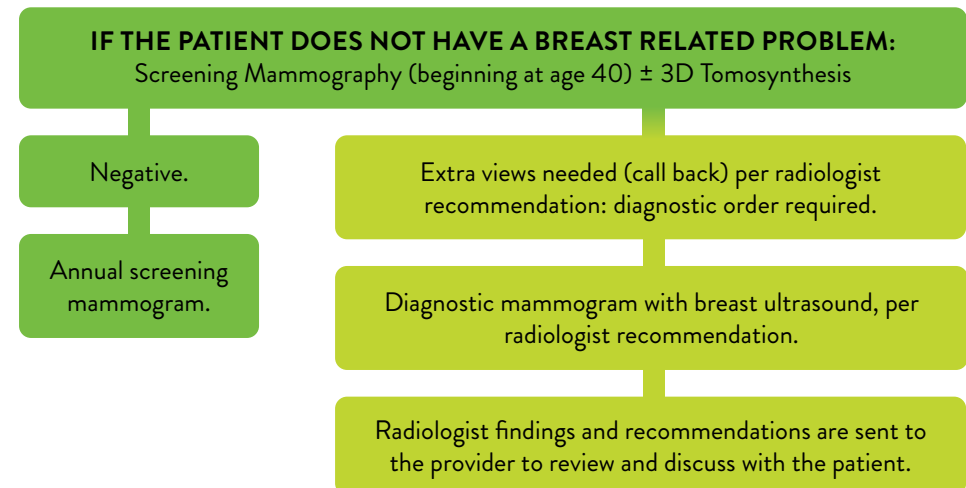 IF THE PATIENT DOES NOT HAVE A BREAST RELATED PROBLEM:
Screening Mammography (beginning at age 40) ± 3D Tomosynthesis
Negative.
Annual screening
mammogram.
Extra views needed (call back) per radiologist
recommendation: diagnostic order required.
Diagnostic mammogram with breast ultrasound, per
radiologist recommendation.
Radiologist findings and recommendations are sent to
the provider to review and discuss with the patient.